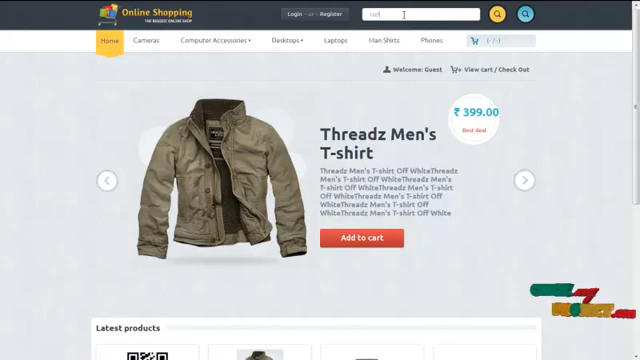 Online Shopping
THE BIGGEST ONLINE SHOP
Login - or - Register
Home
Cameras
Computer Accessories
Desktops
Laptops
Man Shirts
Phones
(- / -)
Welcome: Guest
View cart / Check Out
Threadz Men's
T-shirt
₹ 399.00
Best deal
Threadz Men's T-shirt Off WhiteThreadz
Men's T-shirt Off WhiteThreadz Men's
T-shirt Off WhiteThreadz Men's T-shirt
Off WhiteThreadz Men's T-shirt Off
WhiteThreadz Men's T-shirt Off
WhiteThreadz Men's T-shirt Off White
Add to cart
Latest products